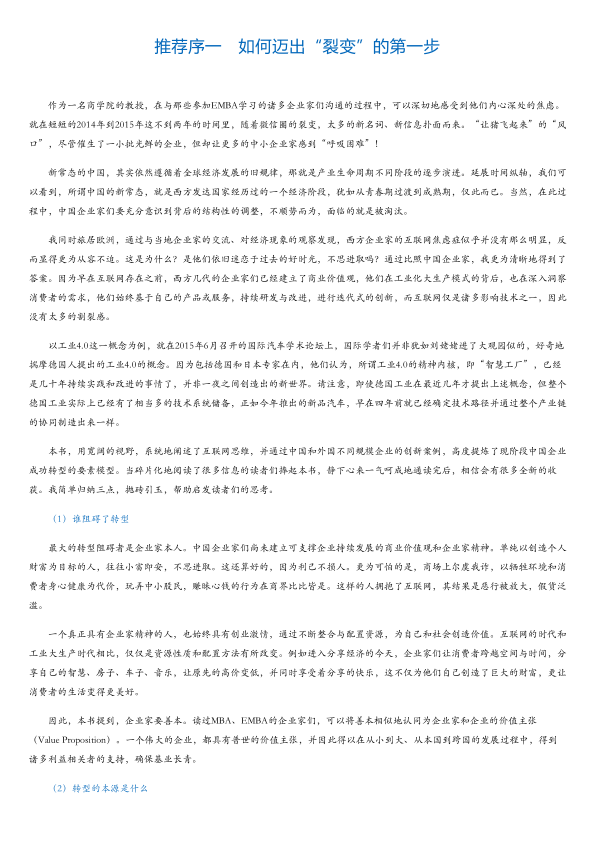 推荐序一　如何迈出“裂变”的第一步
作为一名商学院的教授，在与那些参加EMBA学习的诸多企业家们沟通的过程中，可以深切地感受到他们内心深处的焦虑。
就在短短的2014年到2015年这不到两年的时间里，随着微信圈的裂变，太多的新名词、新信息扑面而来。“让猪飞起来”的“风
口”，尽管催生了一小批光鲜的企业，但却让更多的中小企业家感到“呼吸困难”！
新常态的中国，其实依然遵循着全球经济发展的旧规律，那就是产业生命周期不同阶段的逐步演进。延展时间纵轴，我们可
以看到，所谓中国的新常态，就是西方发达国家经历过的一个经济阶段，犹如从青春期过渡到成熟期，仅此而已。当然，在此过
程中，中国企业家们要充分意识到背后的结构性的调整，不顺势而为，面临的就是被淘汰。
我同时旅居欧洲，通过与当地企业家的交流、对经济现象的观察发现，西方企业家的互联网焦虑症似乎并没有那么明显，反
而显得更为从容不迫。这是为什么？是他们依旧迷恋于过去的好时光，不思进取吗？通过比照中国企业家，我更为清晰地得到了
答案。因为早在互联网存在之前，西方几代的企业家们已经建立了商业价值观，他们在工业化大生产模式的背后，也在深入洞察
消费者的需求，他们始终基于自己的产品或服务，持续研发与改进，进行迭代式的创新，而互联网仅是诸多影响技术之一，因此
没有太多的割裂感。
以工业4.0这一概念为例，就在2015年6月召开的国际汽车学术论坛上，国际学者们并非犹如刘姥姥进了大观园似的，好奇地
揣摩德国人提出的工业4.0的概念。因为包括德国和日本专家在内，他们认为，所谓工业4.0的精神内核，即“智慧工厂”，已经
是几十年持续实践和改进的事情了，并非一夜之间创造出的新世界。请注意，即使德国工业在最近几年才提出上述概念，但整个
德国工业实际上已经有了相当多的技术系统储备，正如今年推出的新品汽车，早在四年前就已经确定技术路径并通过整个产业链
的协同制造出来一样。
本书，用宽阔的视野，系统地阐述了互联网思维，并通过中国和外国不同规模企业的创新案例，高度提炼了现阶段中国企业
成功转型的要素模型。当碎片化地阅读了很多信息的读者们捧起本书，静下心来一气呵成地通读完后，相信会有很多全新的收
获。我简单归纳三点，抛砖引玉，帮助启发读者们的思考。
（1）谁阻碍了转型
最大的转型阻碍者是企业家本人。中国企业家们尚未建立可支撑企业持续发展的商业价值观和企业家精神。单纯以创造个人
财富为目标的人，往往小富即安，不思进取。这还算好的，因为利己不损人。更为可怕的是，商场上尔虞我诈，以牺牲环境和消
费者身心健康为代价，玩弄中小股民，赚昧心钱的行为在商界比比皆是。这样的人拥抱了互联网，其结果是恶行被放大，假货泛
滥。
一个真正具有企业家精神的人，也始终具有创业激情，通过不断整合与配置资源，为自己和社会创造价值。互联网的时代和
工业大生产时代相比，仅仅是资源性质和配置方法有所改变。例如进入分享经济的今天，企业家们让消费者跨越空间与时间，分
享自己的智慧、房子、车子、音乐，让原先的高价变低，并同时享受着分享的快乐，这不仅为他们自己创造了巨大的财富，更让
消费者的生活变得更美好。
因此，本书提到，企业家要善本。读过MBA、EMBA的企业家们，可以将善本相似地认同为企业家和企业的价值主张
（Value Proposition）。一个伟大的企业，都具有普世的价值主张，并因此得以在从小到大、从本国到跨国的发展过程中，得到
诸多利益相关者的支持，确保基业长青。
（2）转型的本源是什么